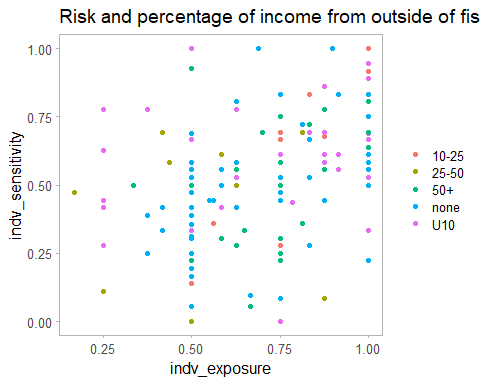 Risk and percentage of income from outside of fis
1.00
0.75
0.50
0.25
0.00
indv_sensitivity
0.25
0.50
0.75
1.00
indv_exposure
10-25
25-50
50+
none
U10